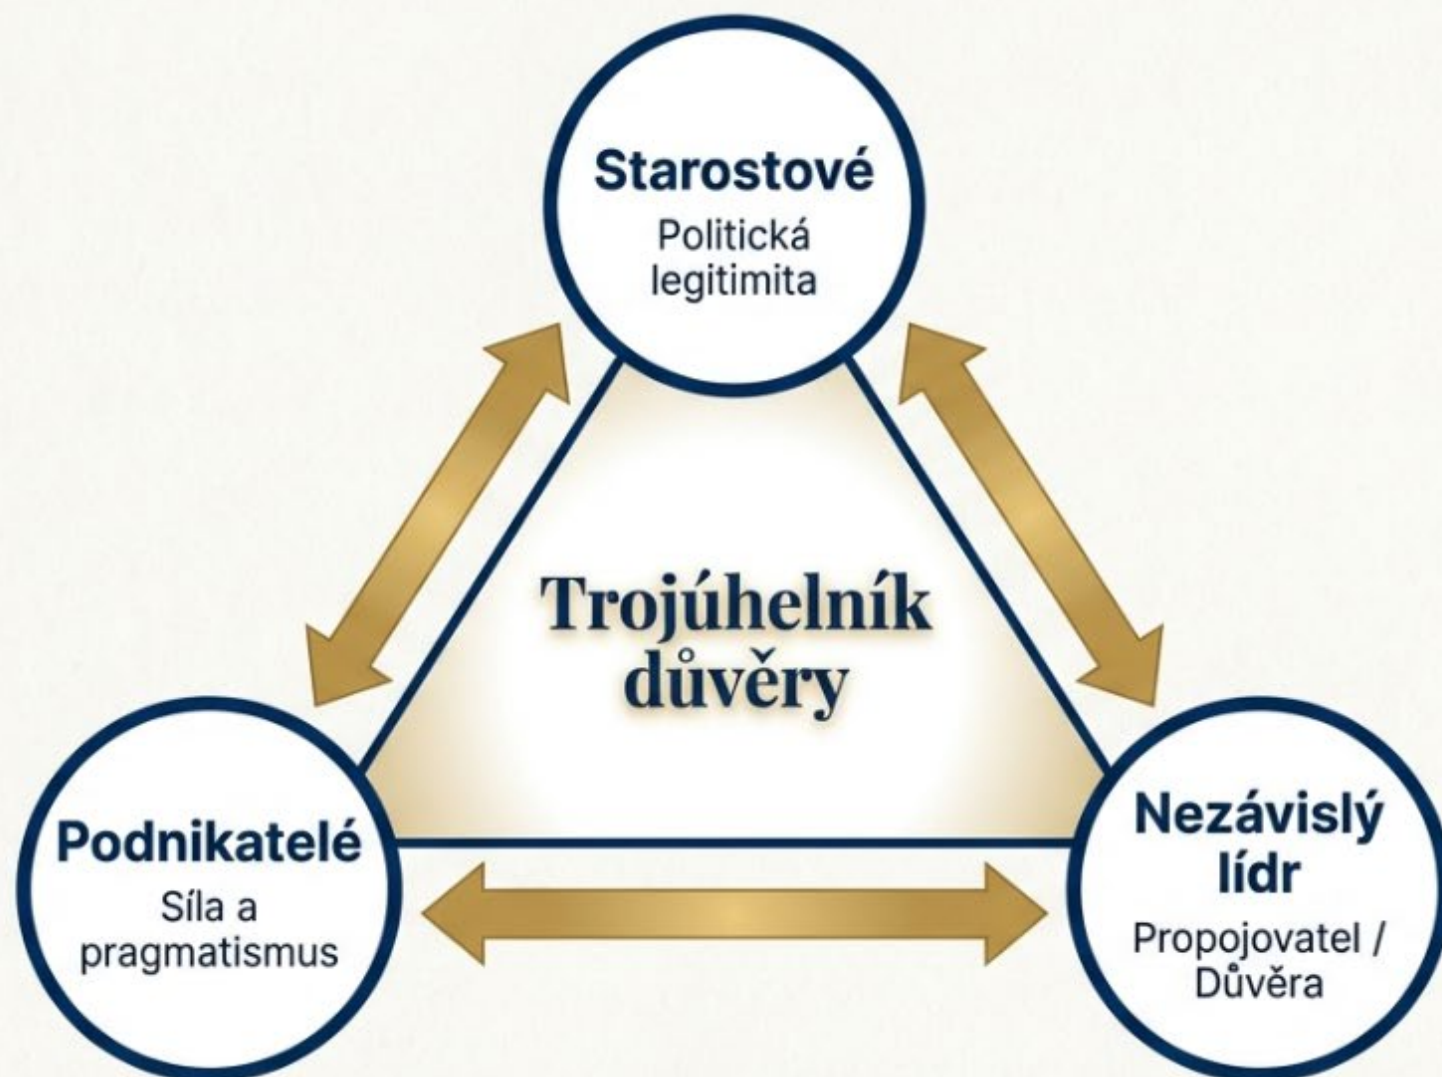 Starostové
Politická
legitimita
Trojúhelník
důvěry
Podnikatelé
Síla a
pragmatismus
Nezávislý
lídr
Propojovatel /
Důvěra